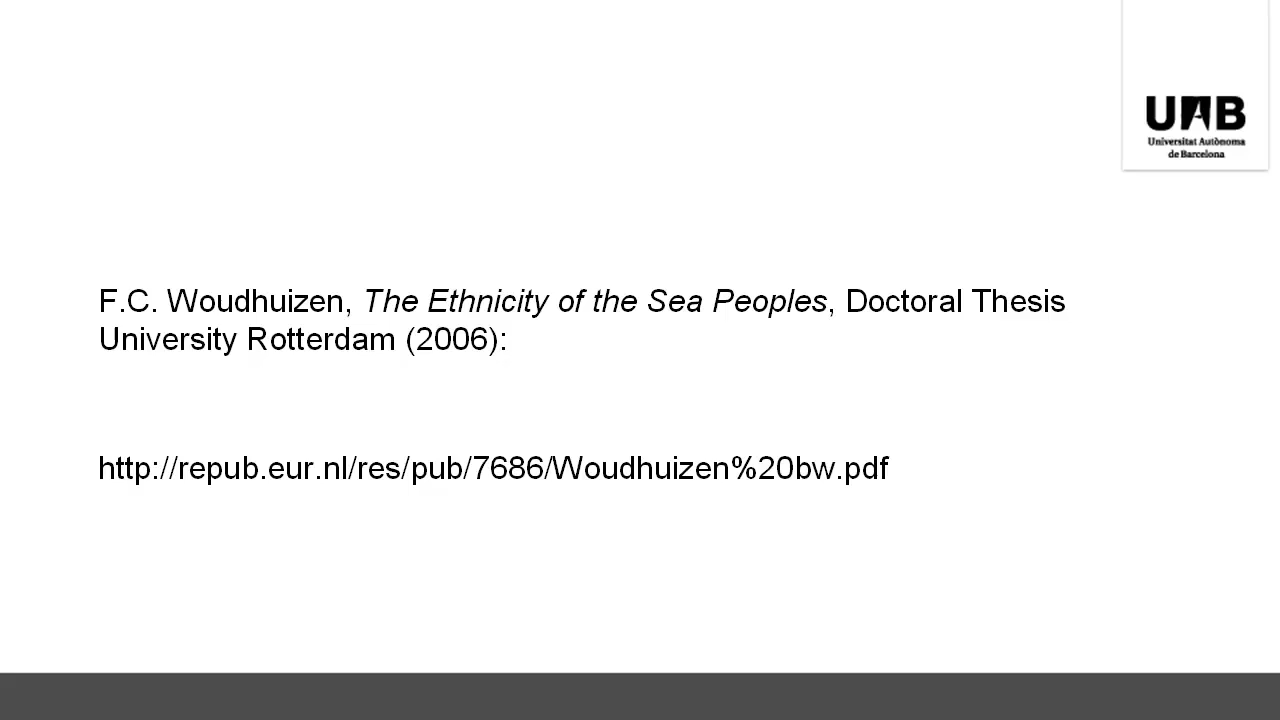 UAB
Universitat Autònoma
de Barcelona
F.C. Woudhuizen, The Ethnicity of the Sea Peoples, Doctoral Thesis
University Rotterdam (2006):
http://repub.eur.nl/res/pub/7686/Woudhuizen%20bw.pdf